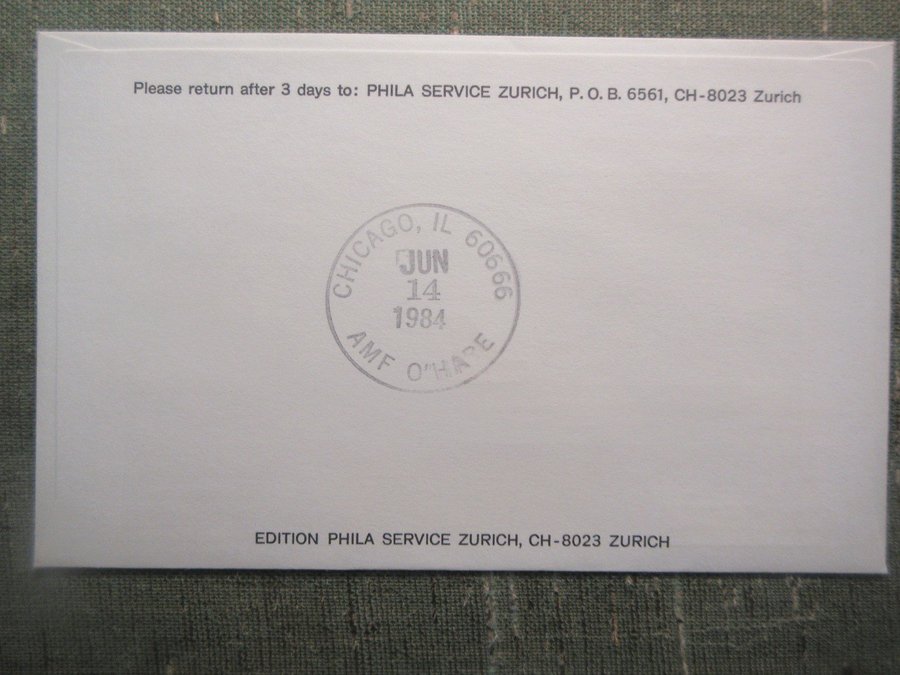 Please return after 3 days to: PHILA SERVICE ZURICH, P.O.B. 6561, CH-8023 Zurich
CHICAGO, IL 60666
JUN
14
1984
AMF O'HARE
EDITION PHILA SERVICE ZURICH, CH-8023 ZURICH